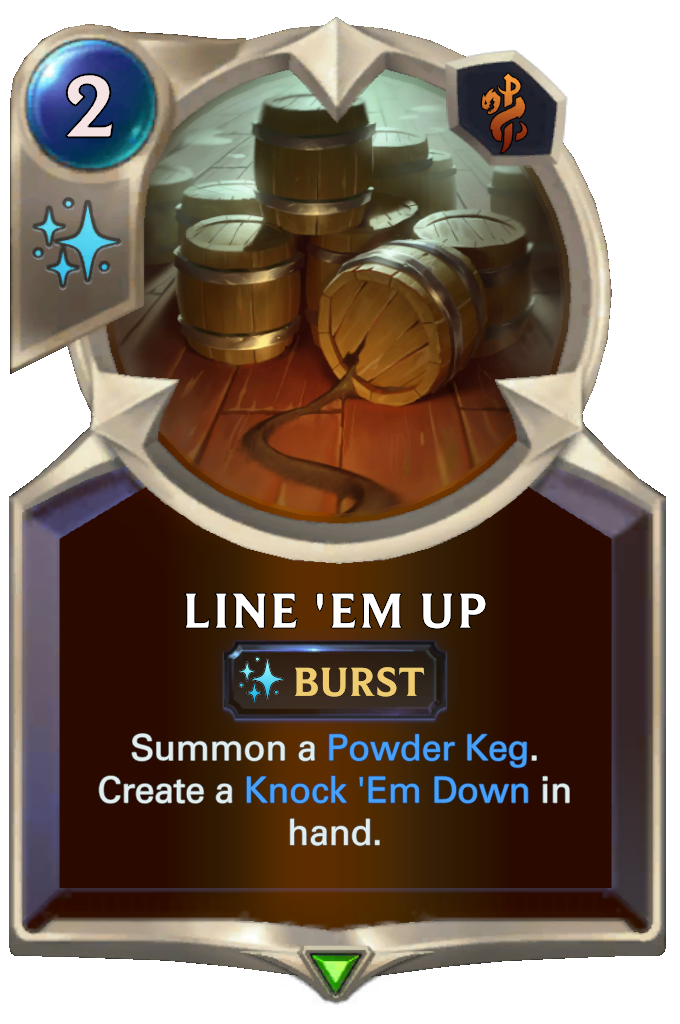 2
LINE 'EM UP
BURST
Summon a Powder Keg.
Create a Knock 'Em Down in
hand.